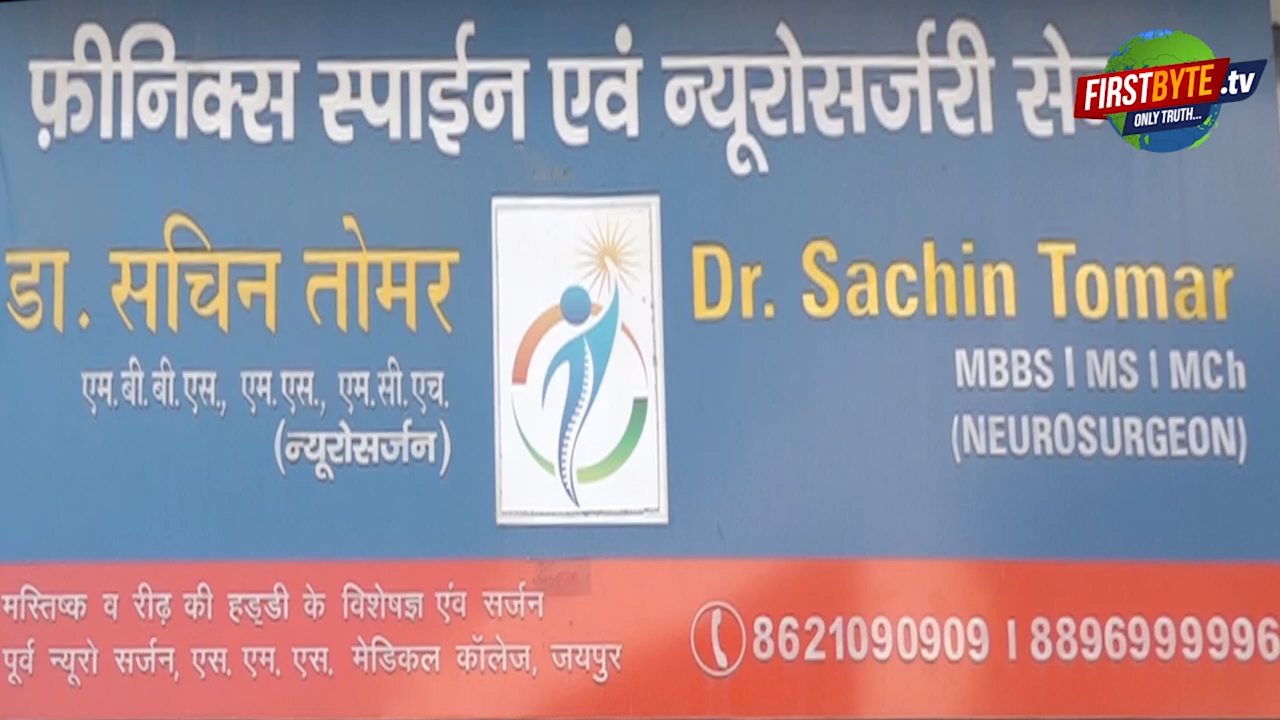 फ़ीनिक्स स्पाईन एवं न्यूरोसर्जरी
FIRSTBYTE.tv
ONLY TRUTH...
डा. सचिन तोमर
एम.बी.बी.एस., एम.एस., एम.सी.एच.
(न्यूरोसर्जन)
Dr. Sachin Tomar
MBBS | MS | MCh
(NEUROSURGEON)
मस्तिष्क व रीढ़ की हड्डी के विशेषज्ञ एंव सर्जन
पूर्व न्यूरो सर्जन, एस. एम. एस. मेडिकल कॉलेज, जयपुर
8621090909 | 8896999996